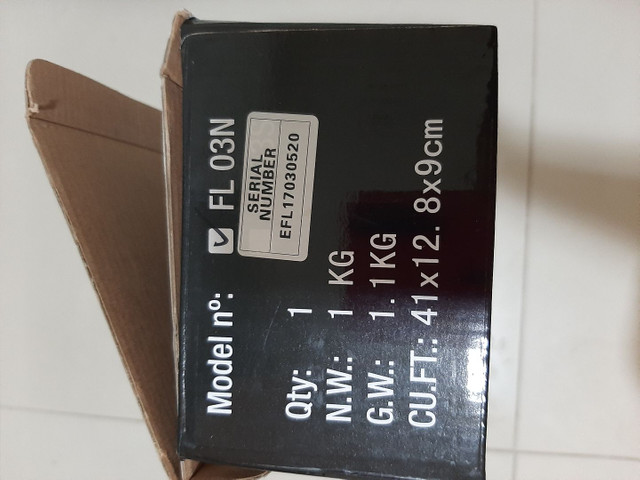 Model nº: ☑ FL 03N
SERIAL
NUMBER
EFL17030520
Qty: 1
N.W.: 1 KG
G.W.: 1.1KG
CU.FT.: 41x12.8x9cm